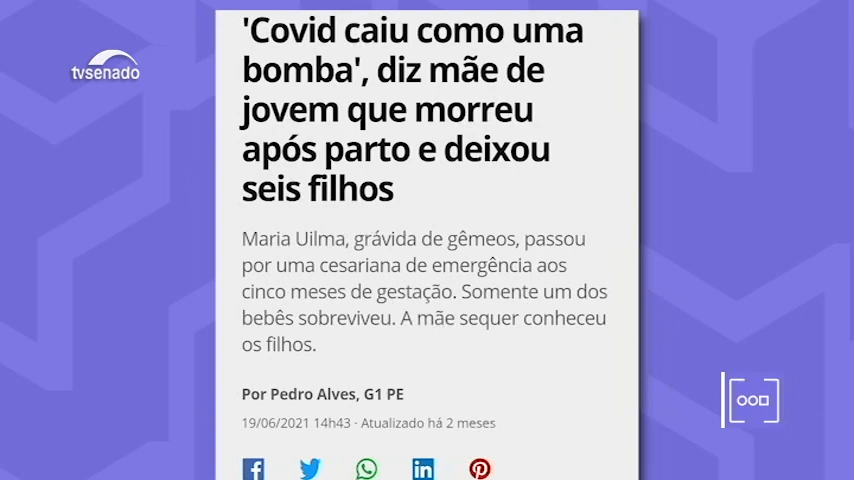 'Covid caiu como uma
bomba', diz mãe de
jovem que morreu
após parto e deixou
seis filhos
tvsenado
Maria Uilma, grávida de gêmeos, passou
por uma cesariana de emergência aos
cinco meses de gestação. Somente um dos
bebês sobreviveu. A mãe sequer conheceu
os filhos.
Por Pedro Alves, G1 PE
19/06/2021 14h43 · Atualizado há 2 meses